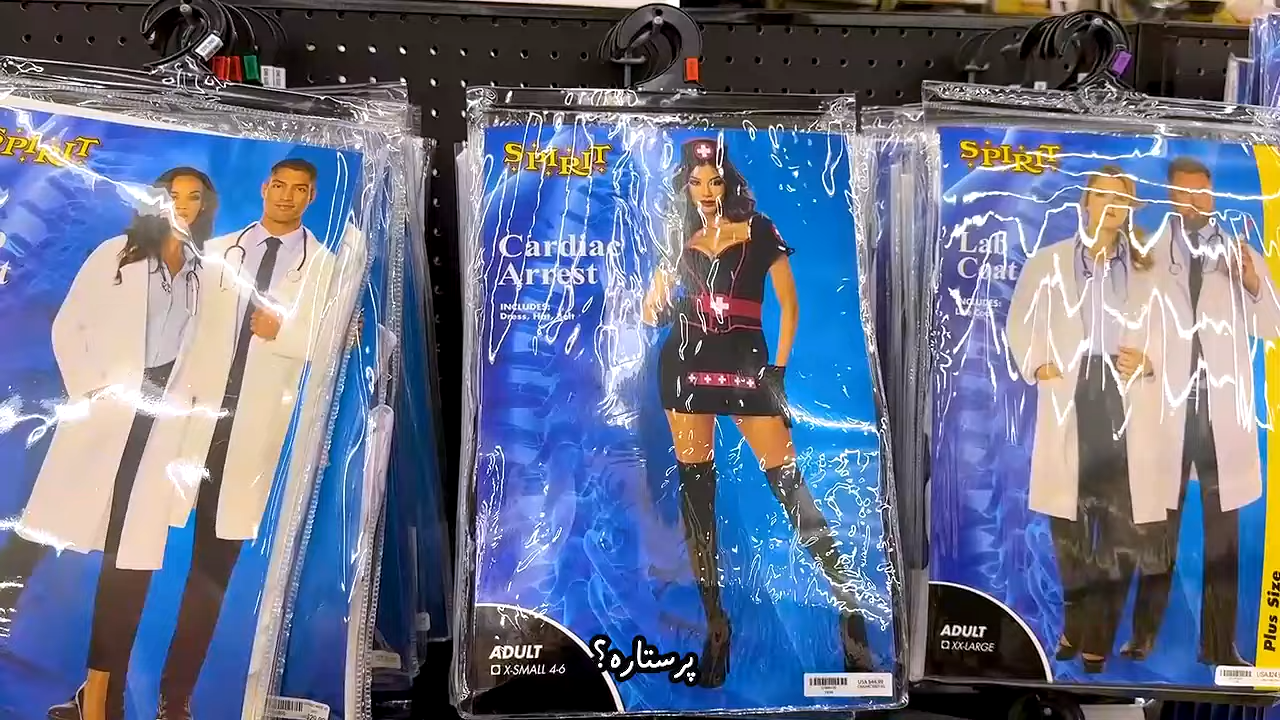 SPIRIT
t
SPIRIT
Cardiac
Arrest
INCLUDES:
Dress, Hat, Belt
ADULT
X-SMALL 4-6
SPIRIT
Lab
Coat
INCLUDES:
ADULT
XX-LARGE
Plus Size
پرستاره؟